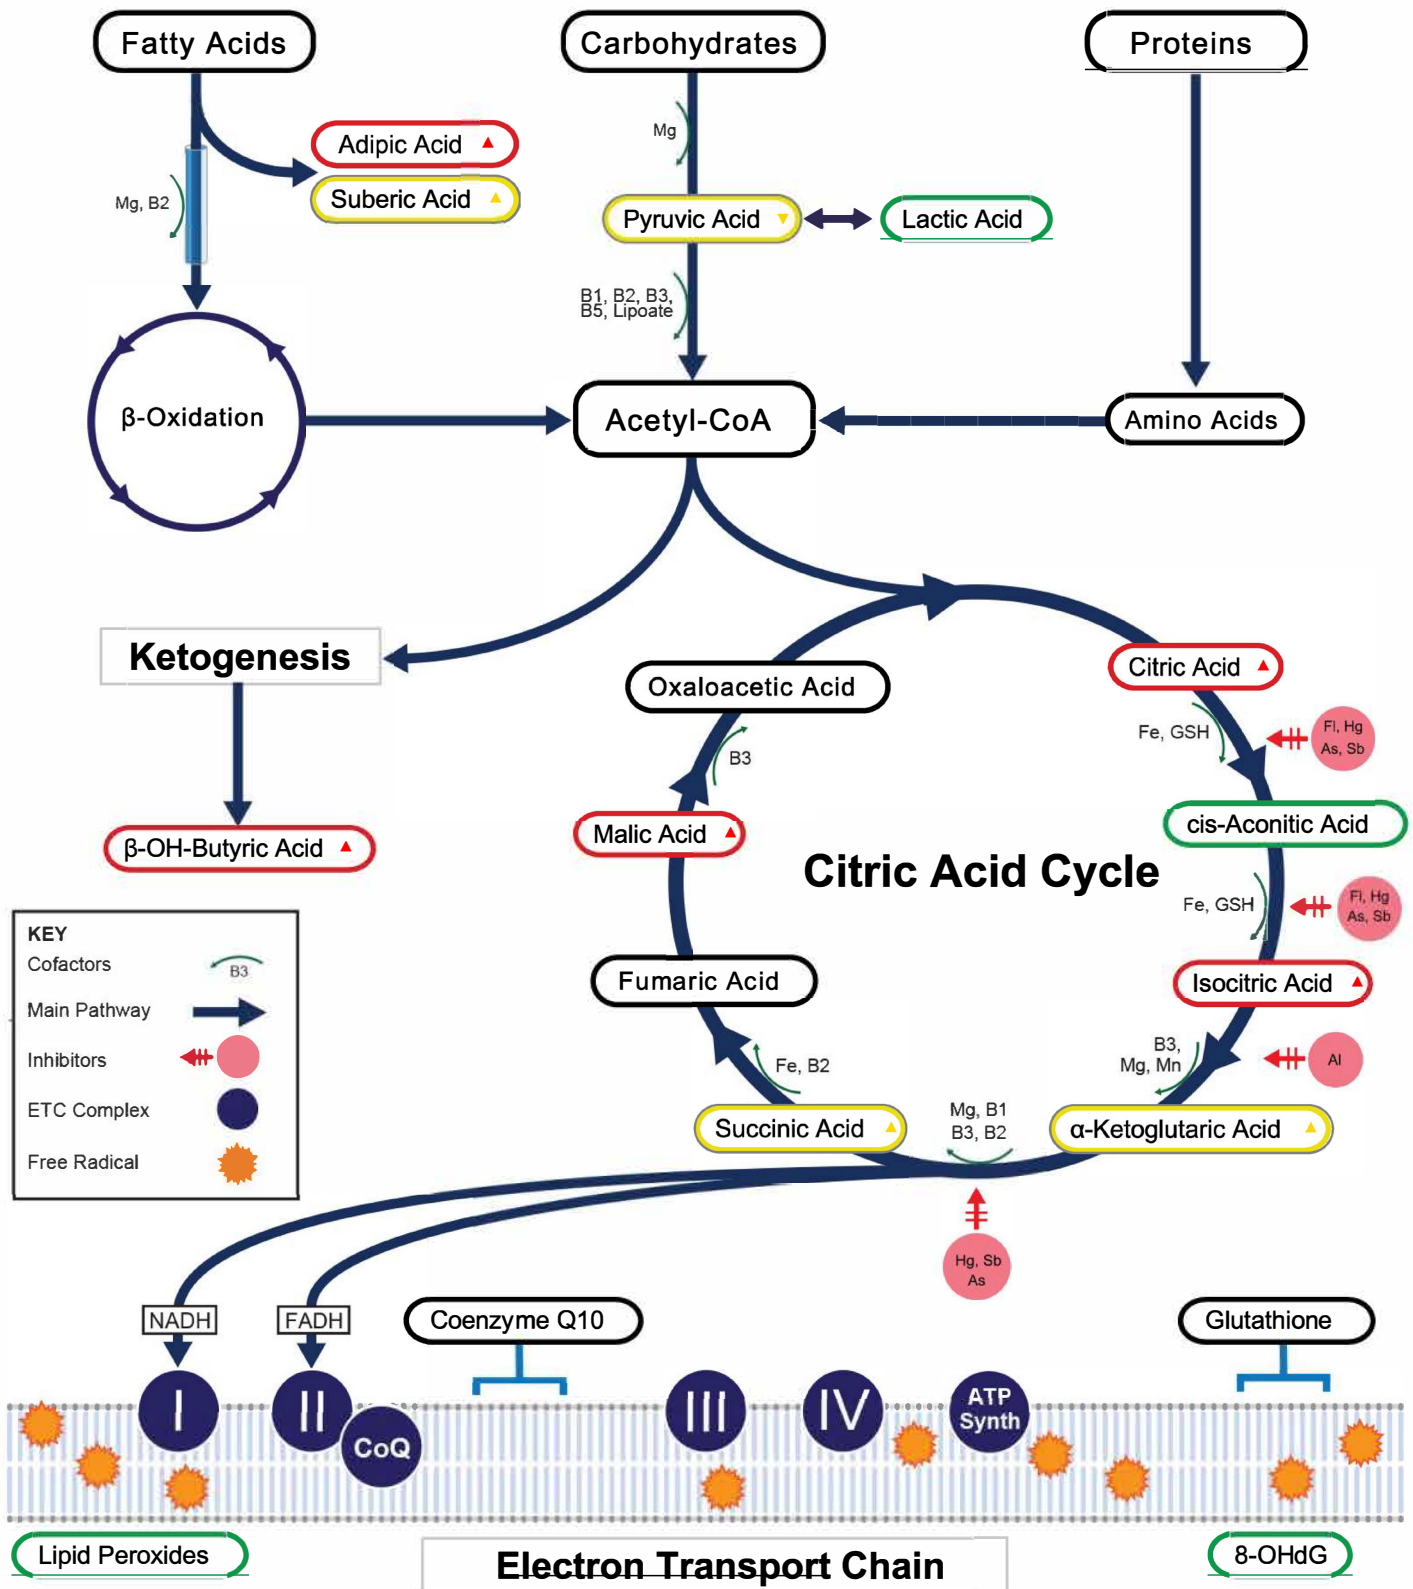 Fatty Acids
Carbohydrates
Proteins
Mg
Adipic Acid
Suberic Acid
Mg, B2
Pyruvic Acid
Lactic Acid
B1, B2, B3,
B5, Lipoate
β-Oxidation
Acetyl-CoA
Amino Acids
Ketogenesis
Citric Acid
Oxaloacetic Acid
Fe, GSH
Fl, Hg
As, Sb
B3
β-OH-Butyric Acid
Malic Acid
cis-Aconitic Acid
Citric Acid Cycle
Fe, GSH
Fl, Hg
As, Sb
KEY
Cofactors
B3
Main Pathway
Inhibitors
ETC Complex
Free Radical
Fumaric Acid
Isocitric Acid
B3,
Mg, Mn
Al
Fe, B2
Mg, B1
B3, B2
Succinic Acid
α-Ketoglutaric Acid
Hg, Sb
As
NADH
FADH
Coenzyme Q10
Glutathione
I
II
CoQ
III
IV
ATP
Synth
Lipid Peroxides
Electron Transport Chain
8-OHdG